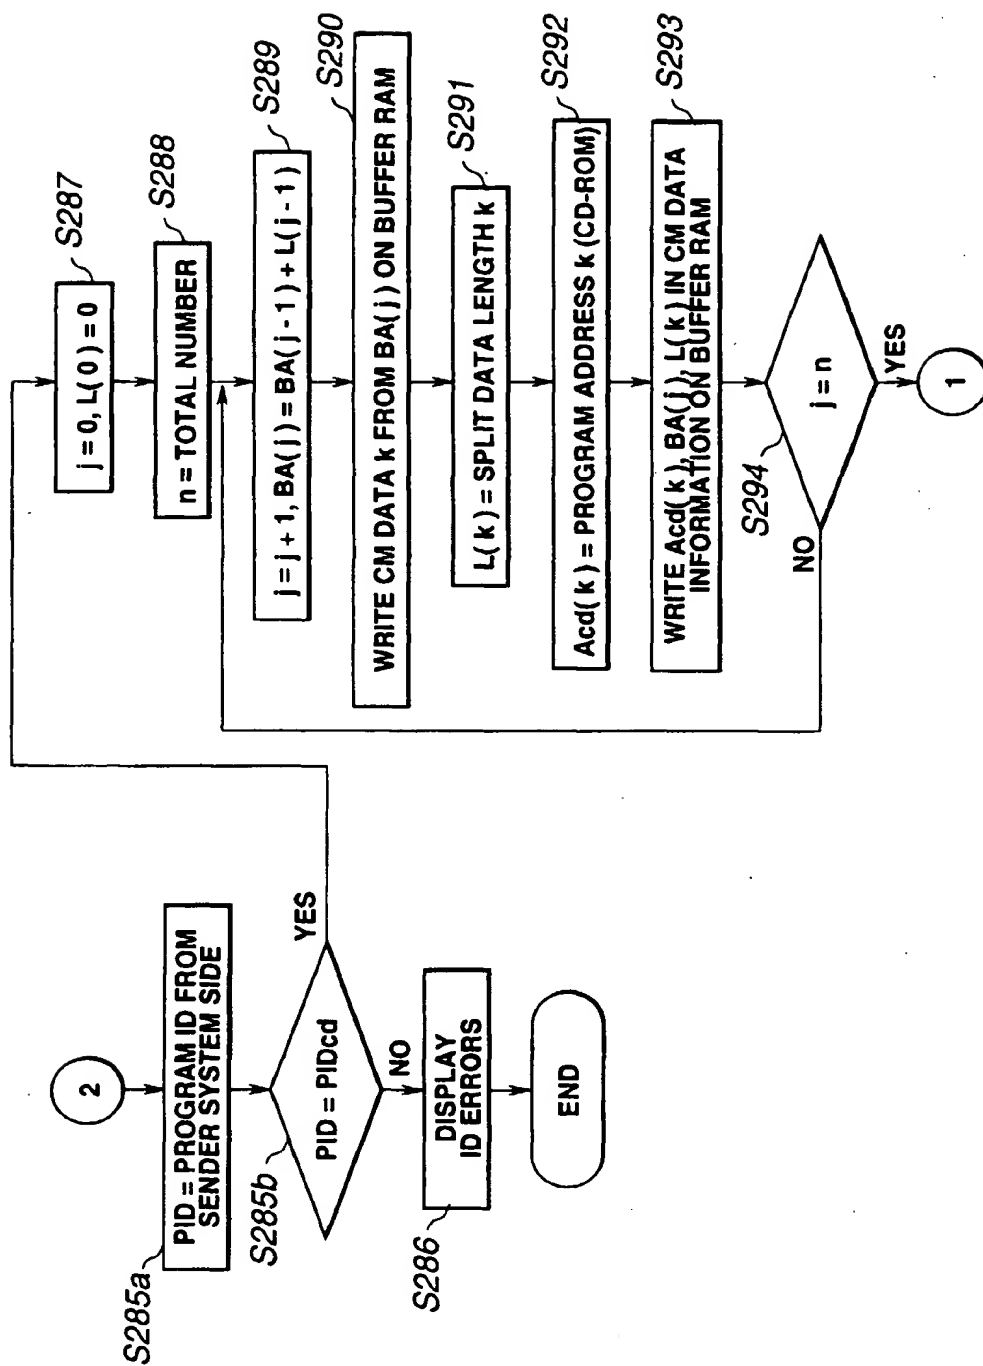 2
S285a
PID = PROGRAM ID FROM
SENDER SYSTEM SIDE
S285b
PID = PIDcd
YES
NO
S286
DISPLAY
ID ERRORS
END
S287
j = 0, L( 0 ) = 0
S288
n = TOTAL NUMBER
S289
j = j + 1, BA( j ) = BA( j - 1 ) + L( j - 1 )
S290
WRITE CM DATA k FROM BA( j ) ON BUFFER RAM
S291
L( k ) = SPLIT DATA LENGTH k
S292
Acd( k ) = PROGRAM ADDRESS k (CD-ROM)
S293
WRITE Acd( k ), BA( j ), L( k ) IN CM DATA
INFORMATION ON BUFFER RAM
S294
j = n
NO
YES
1